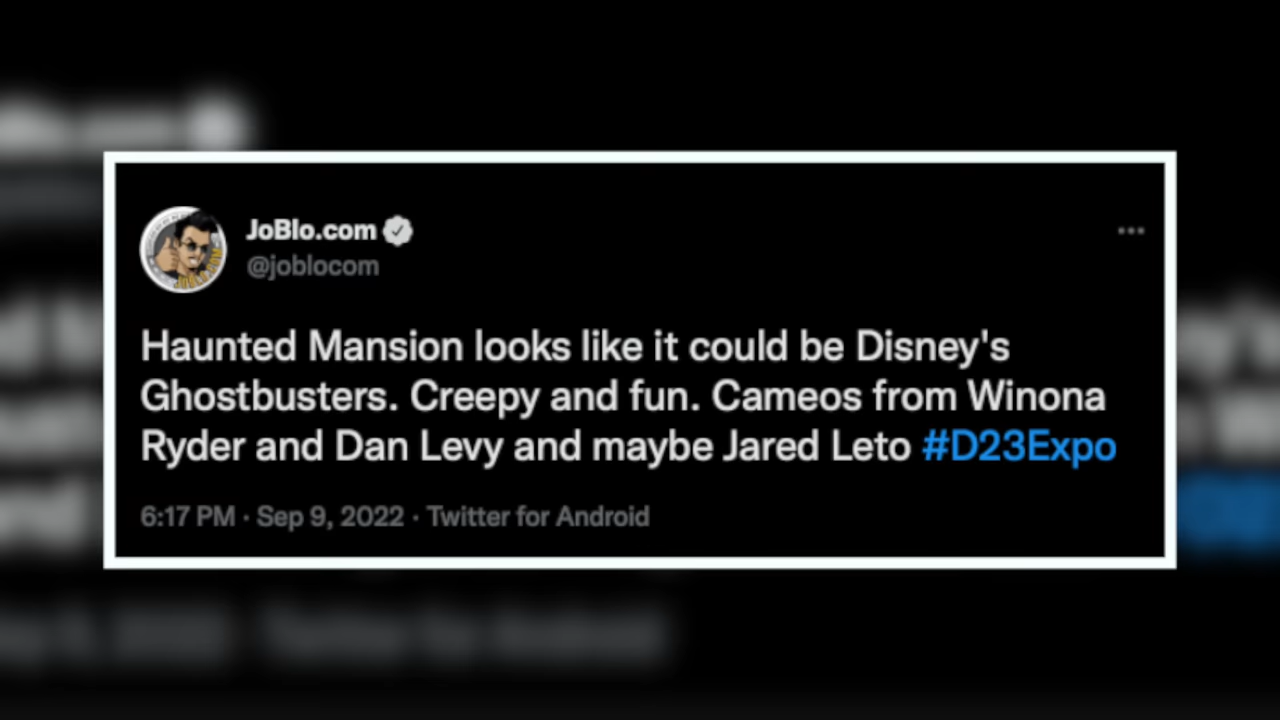 JoBlo.com
@joblocom
Haunted Mansion looks like it could be Disney's
Ghostbusters. Creepy and fun. Cameos from Winona
Ryder and Dan Levy and maybe Jared Leto #D23Expo
6:17 PM · Sep 9, 2022 · Twitter for Android